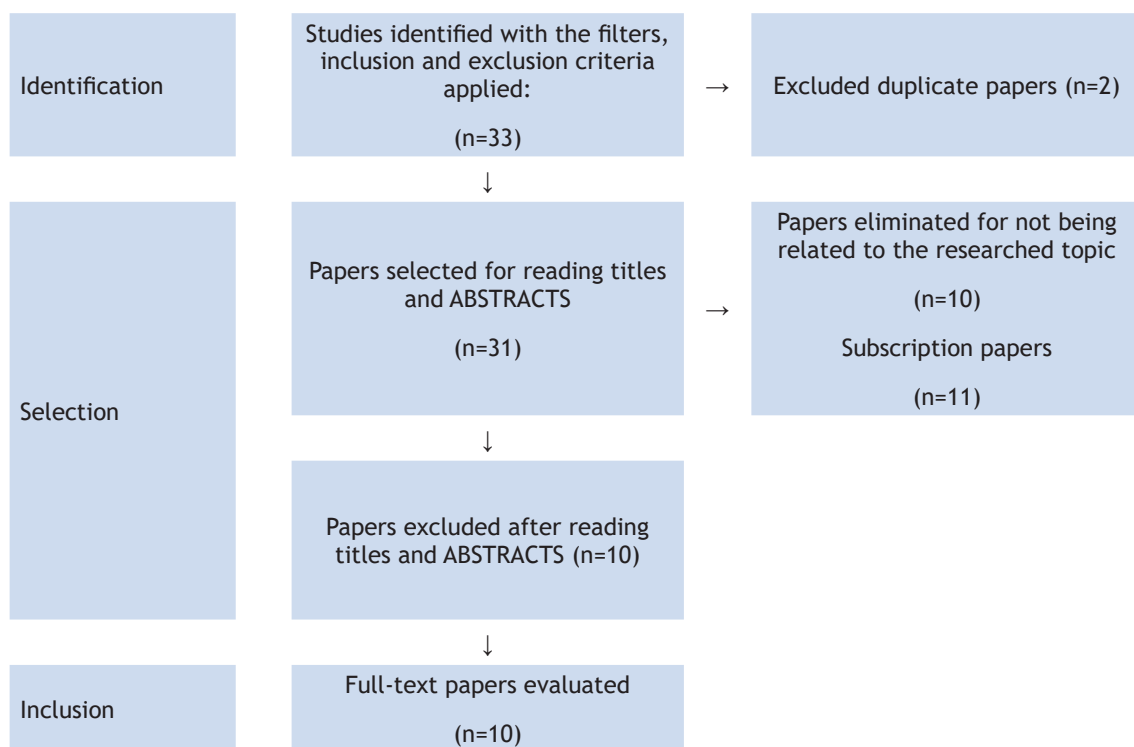 Identification
Studies identified with the filters,
inclusion and exclusion criteria
applied:
(n=33)
→
Excluded duplicate papers (n=2)
↓
Selection
Papers selected for reading titles
and ABSTRACTS
(n=31)
→
Papers eliminated for not being
related to the researched topic
(n=10)
Subscription papers
(n=11)
↓
Papers excluded after reading
titles and ABSTRACTS (n=10)
↓
Inclusion
Full-text papers evaluated
(n=10)